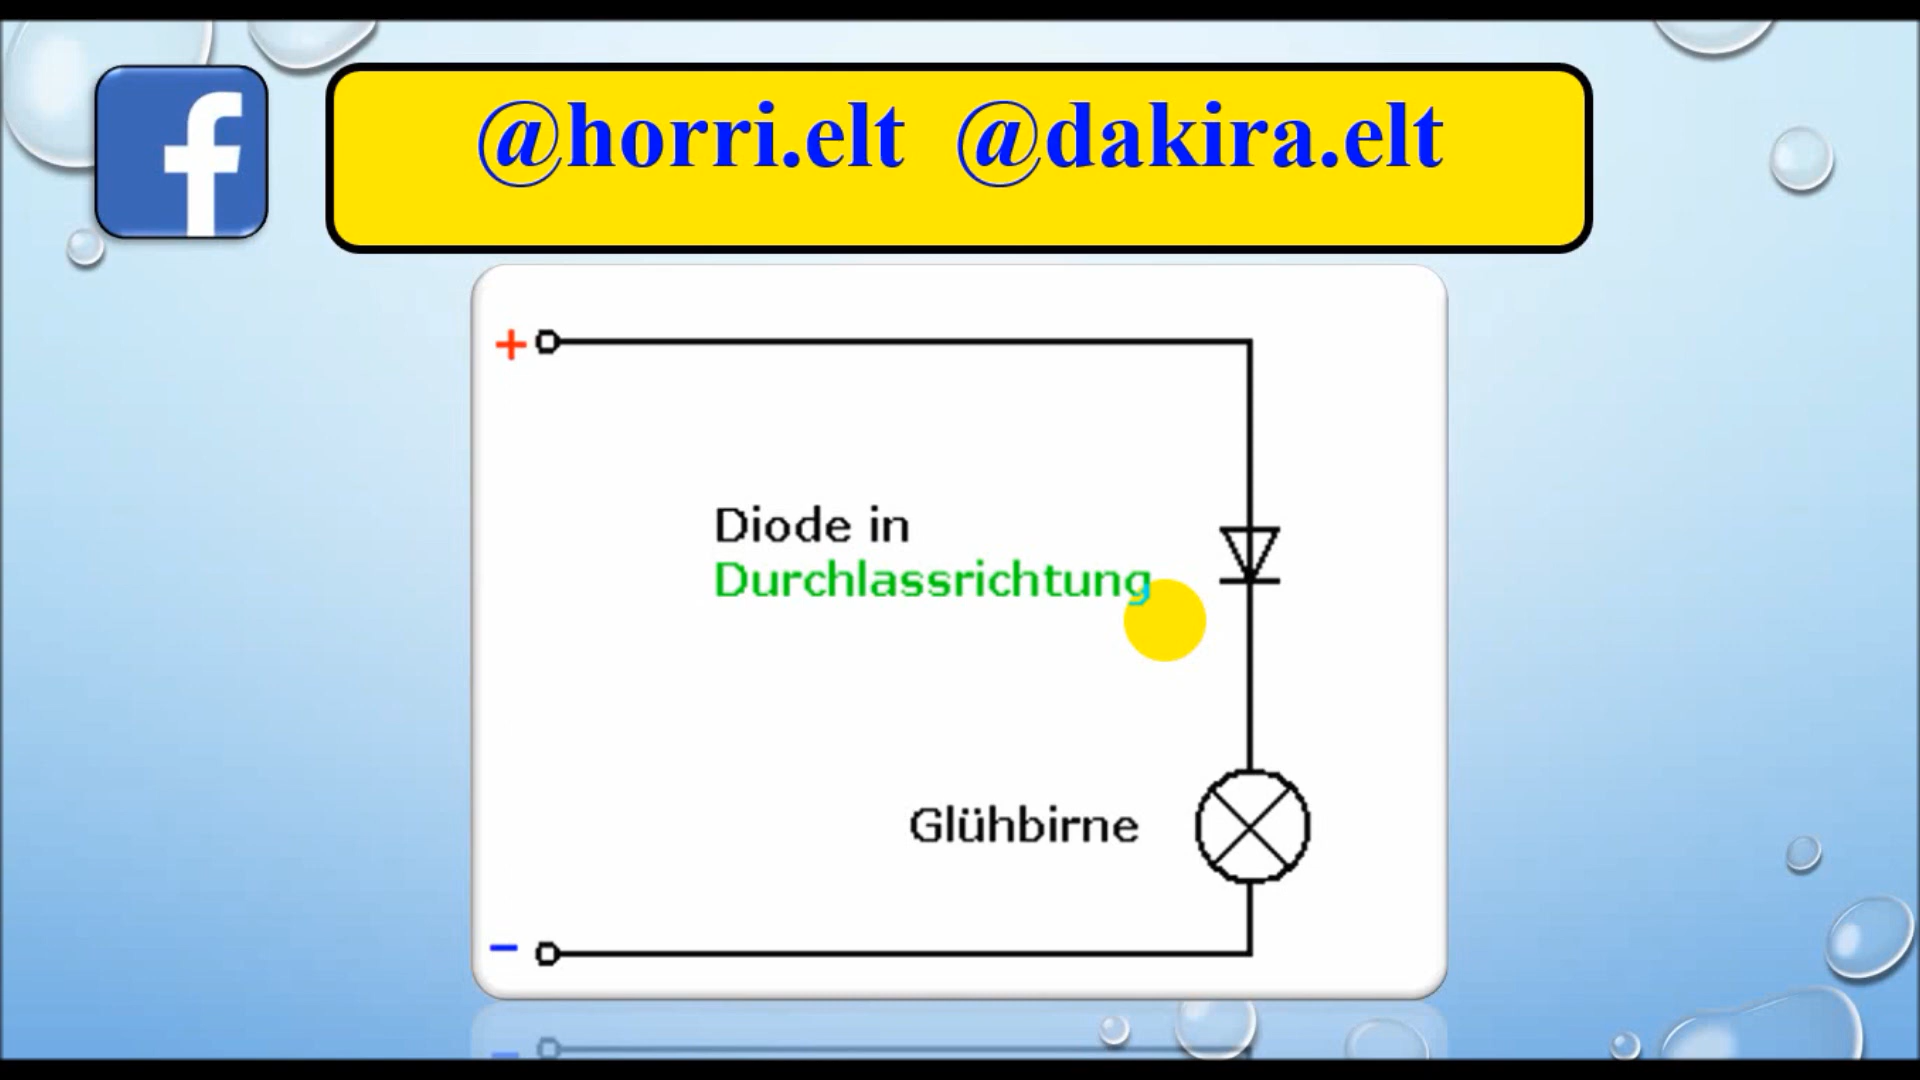 @horri.elt @dakira.elt
+
Diode in
Durchlassrichtung
Glühbirne
-